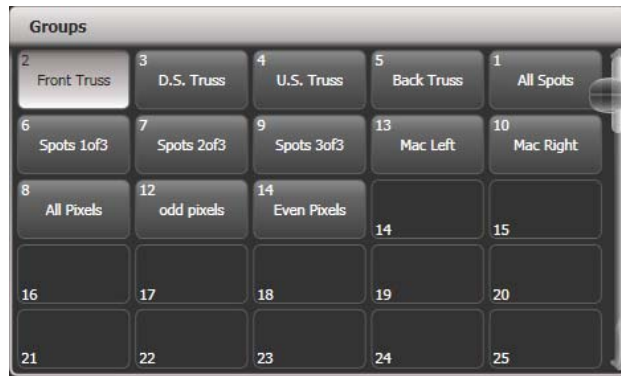 Groups
2 3 4 5 1
Front Truss D.S. Truss U.S. Truss Back Truss All Spots
6 7 9 13 10
Spots 1of3 Spots 2of3 Spots 3of3 Mac Left Mac Right
8 12 14
All Pixels odd pixels Even Pixels
14 15
16 17 18 19 20
21 22 23 24 25